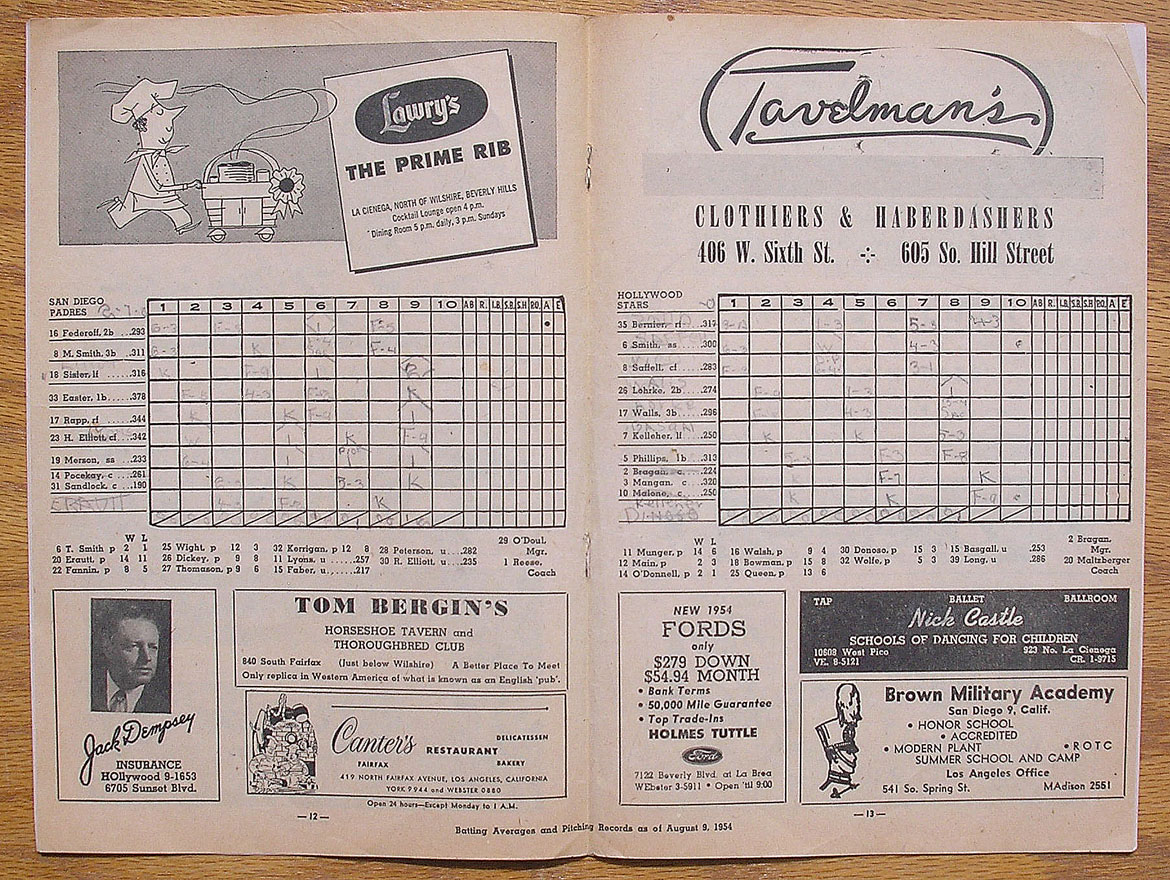 Lawry's
THE PRIME RIB
LA CIENEGA, NORTH OF WILSHIRE, BEVERLY HILLS
Cocktail Lounge open 4 p.m.
Dining Room 5 p.m. daily, 3 p.m. Sundays
SAN DIEGO
PADRES
1 2 3 4 5 6 7 8 9 10 AB R. H. S.B. S.H P.O. A E
16 Federoff, 2b ....293
8 M. Smith, 3b ....311
18 Sisler, lf ....316
33 Easter, 1b ....378
17 Rapp, rf ....344
23 H. Elliott, cf ....342
19 Merson, ss ....233
14 Pocekay, c ....261
31 Sandlock, c ....190
W L
6 T. Smith, p 2 1
20 Erautt, p 14 11
22 Fannin, p 8 5
25 Wight, p 12 3
26 Dickey, p 9 8
27 Thomason, p 9 6
32 Kerrigan, p 12 8
11 Lyons, u ....257
15 Faber, u ....217
28 Peterson, u ....282
30 R. Elliott, u ....235
29 O'Doul,
Mgr.
1 Reese,
Coach
Jack Dempsey
INSURANCE
HOllywood 9-1653
6705 Sunset Blvd.
TOM BERGIN'S
HORSESHOE TAVERN and
THOROUGHBRED CLUB
840 South Fairfax (Just below Wilshire) A Better Place To Meet
Only replica in Western America of what is known as an English 'pub'.
Canter's
RESTAURANT
DELICATESSEN
FAIRFAX
BAKERY
419 NORTH FAIRFAX AVENUE, LOS ANGELES, CALIFORNIA
YORK 9944 and WEBSTER 0880
Open 24 hours—Except Monday to 1 A.M.
—12—
Tavelman's
CLOTHIERS & HABERDASHERS
406 W. Sixth St. 605 So. Hill Street
HOLLYWOOD
STARS
1 2 3 4 5 6 7 8 9 10 AB R. H. S.B. S.H P.O. A E
35 Bernier, rf ....317
6 Smith, ss ....300
8 Saffell, cf ....283
26 Lohrke, 2b ....274
17 Walls, 3b ....296
7 Kelleher, lf ....250
5 Phillips, 1b ....313
2 Bragan, c ....224
3 Mangan, c ....320
10 Malone, c ....250
W L
11 Munger, p 14 6
12 Main, p 2 3
14 O'Donnell, p 2 1
16 Walsh, p 9 4
18 Bowman, p 15 8
25 Queen, p 13 6
30 Donoso, p 15 3
32 Wolfe, p 5 3
15 Basgall, u .253
39 Long, u .286
2 Bragan,
Mgr.
20 Maltzberger
Coach
NEW 1954
FORDS
only
$279 DOWN
$54.94 MONTH
• Bank Terms
• 50,000 Mile Guarantee
• Top Trade-Ins
HOLMES TUTTLE
Ford
7122 Beverly Blvd. at La Brea
WEbster 3-5911 • Open 'til 9:00
TAP BALLET BALLROOM
Nick Castle
SCHOOLS OF DANCING FOR CHILDREN
10608 West Pico
VE. 8-5121
923 No. La Cienega
CR. 1-9715
Brown Military Academy
San Diego 9, Calif.
• HONOR SCHOOL
• ACCREDITED
• MODERN PLANT • ROTC
SUMMER SCHOOL AND CAMP
Los Angeles Office
541 So. Spring St. MAdison 2561
—13—
Batting Averages and Pitching Records as of August 9, 1954